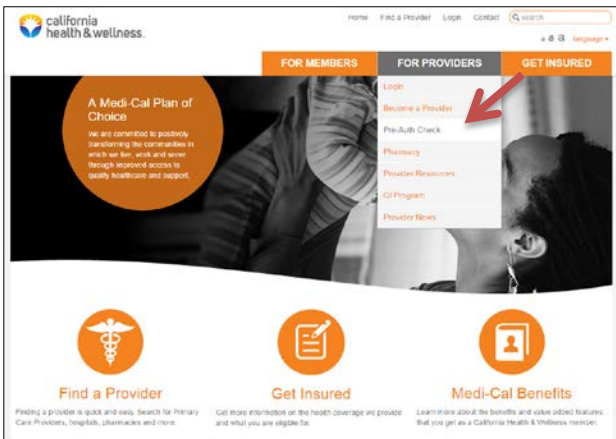 california
health & wellness.
Home Find a Provider Login Contact search
a a a language
FOR MEMBERS FOR PROVIDERS GET INSURED
Login
Become a Provider
Pre-Auth Check
Pharmacy
Provider Resources
QI Program
Provider News
A Medi-Cal Plan of
Choice
We are committed to positively
transforming the communities in
which we live, work and serve
through improved access to
quality healthcare and support.
Find a Provider
Finding a provider is quick and easy. Search for Primary
Care Providers, hospitals, pharmacies and more.
Get Insured
Get more information on the health coverage we provide
and what you are eligible for.
Medi-Cal Benefits
Learn more about the benefits and value added features
that you get as a California Health & Wellness member.